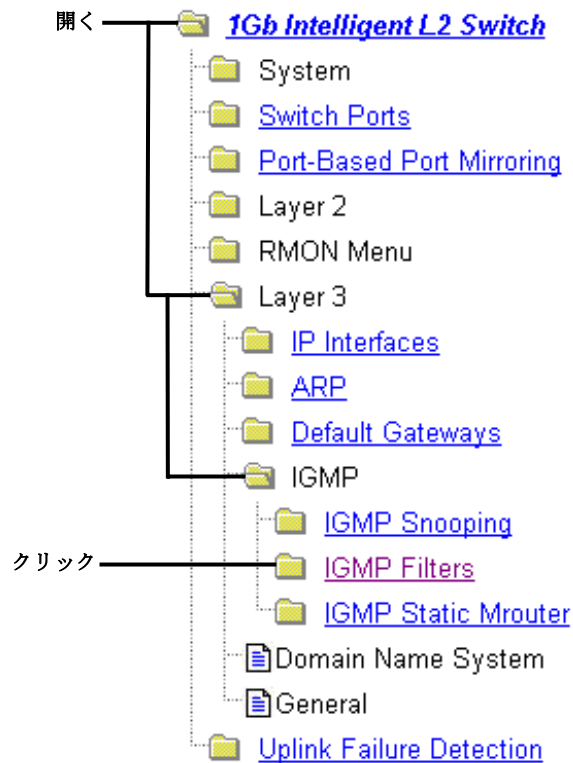 開く
1Gb Intelligent L2 Switch
System
Switch Ports
Port-Based Port Mirroring
Layer 2
RMON Menu
Layer 3
IP Interfaces
ARP
Default Gateways
IGMP
IGMP Snooping
クリック
IGMP Filters
IGMP Static Mrouter
Domain Name System
General
Uplink Failure Detection